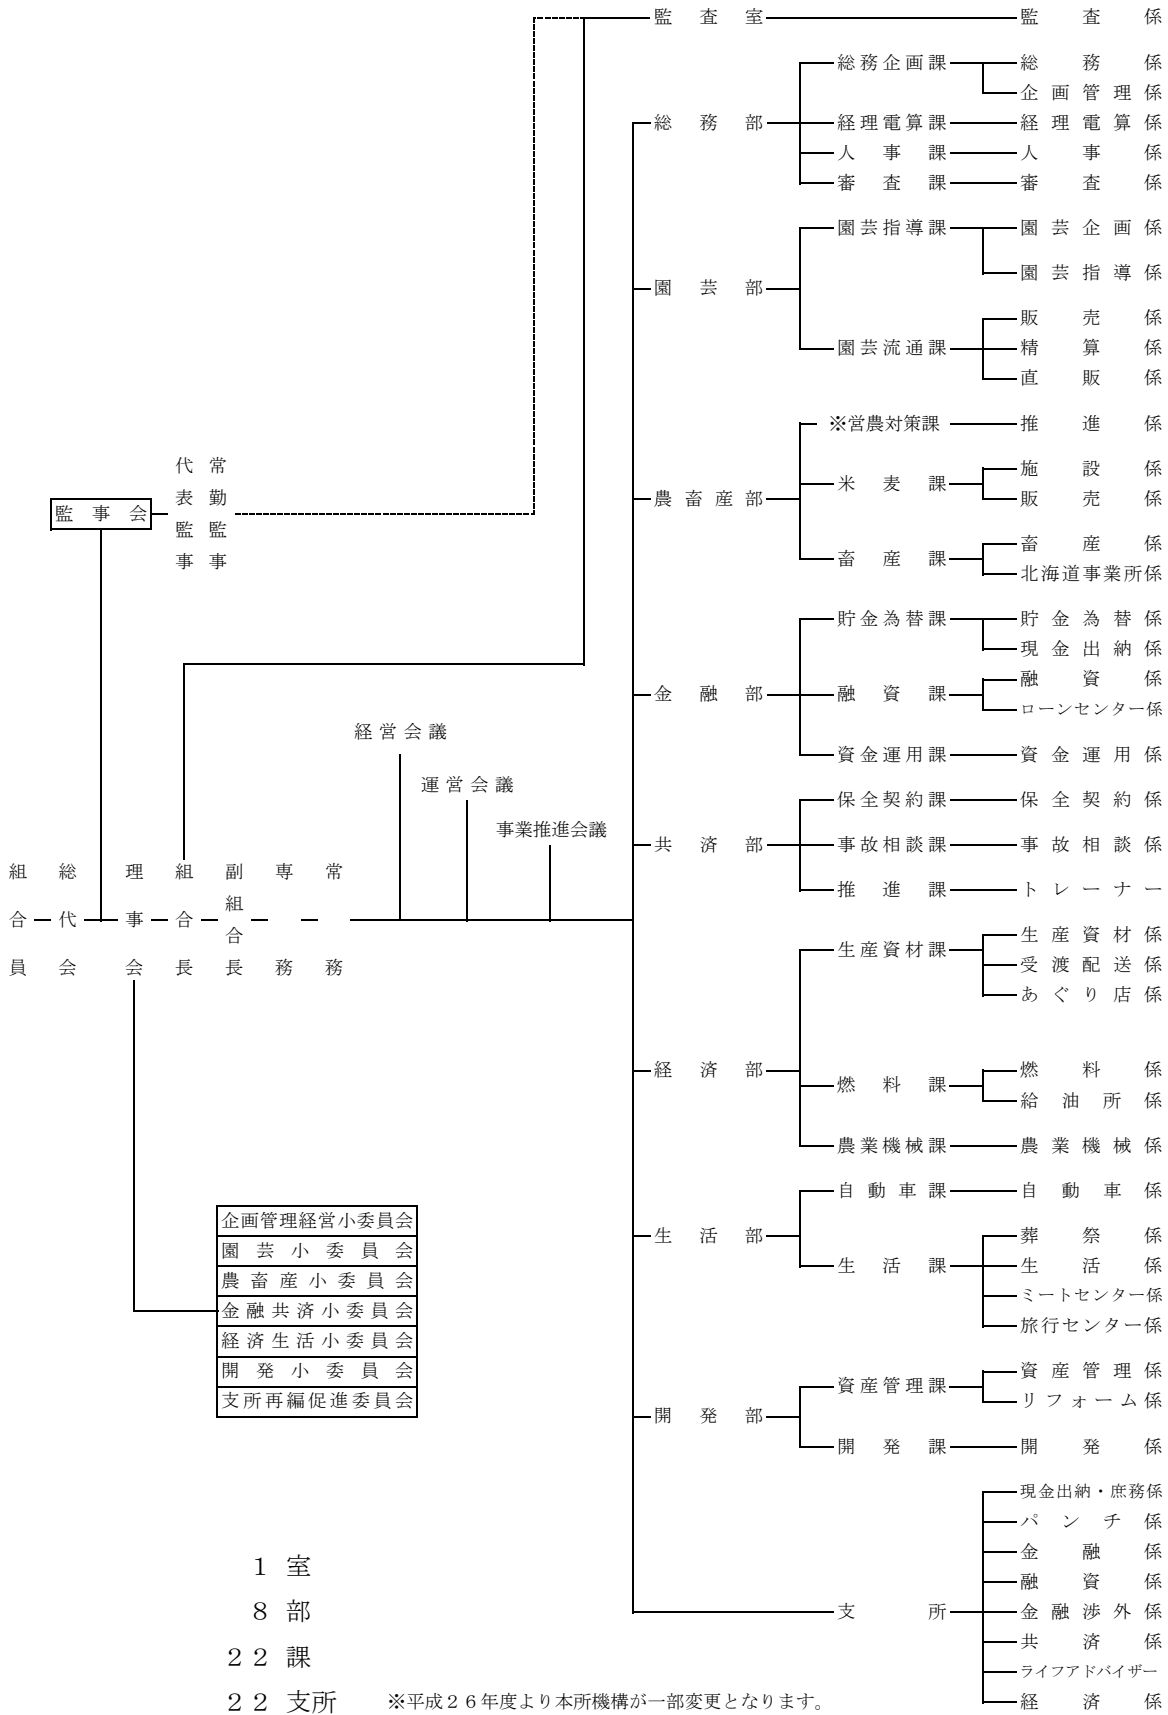 監査室 監査係
総務企画課 総務係
企画管理係
総務部 経理電算課 経理電算係
人事課 人事係
審査課 審査係
園芸指導課 園芸企画係
園芸指導係
園芸部
販売係
園芸流通課 精算係
直販係
※営農対策課 推進係
施設係
農畜産部 米麦課
販売係
畜産係
畜産課
北海道事業所係
監事会
代表監事
常勤監事
貯金為替課 貯金為替係
現金出納係
融資係
金融部 融資課
ローンセンター係
資金運用課 資金運用係
経営会議
運営会議
事業推進会議
保全契約課 保全契約係
共済部 事故相談課 事故相談係
推進課 トレーナー
組合員
総代会
理事会
組合長
副組合長
専務
常務
生産資材係
生産資材課
受渡配送係
あぐり店係
経済部
燃料係
燃料課
給油所係
農業機械課 農業機械係
自動車課 自動車係
生活部
葬祭係
生活課 生活係
ミートセンター係
旅行センター係
企画管理経営小委員会
園芸小委員会
農畜産小委員会
金融共済小委員会
経済生活小委員会
開発小委員会
支所再編促進委員会
資産管理係
資産管理課
リフォーム係
開発部
開発課 開発係
現金出納・庶務係
パンチ係
金融係
融資係
支所 金融渉外係
共済係
ライフアドバイザー
経済係
1 室
8 部
22 課
22 支所
※平成26年度より本所機構が一部変更となります。